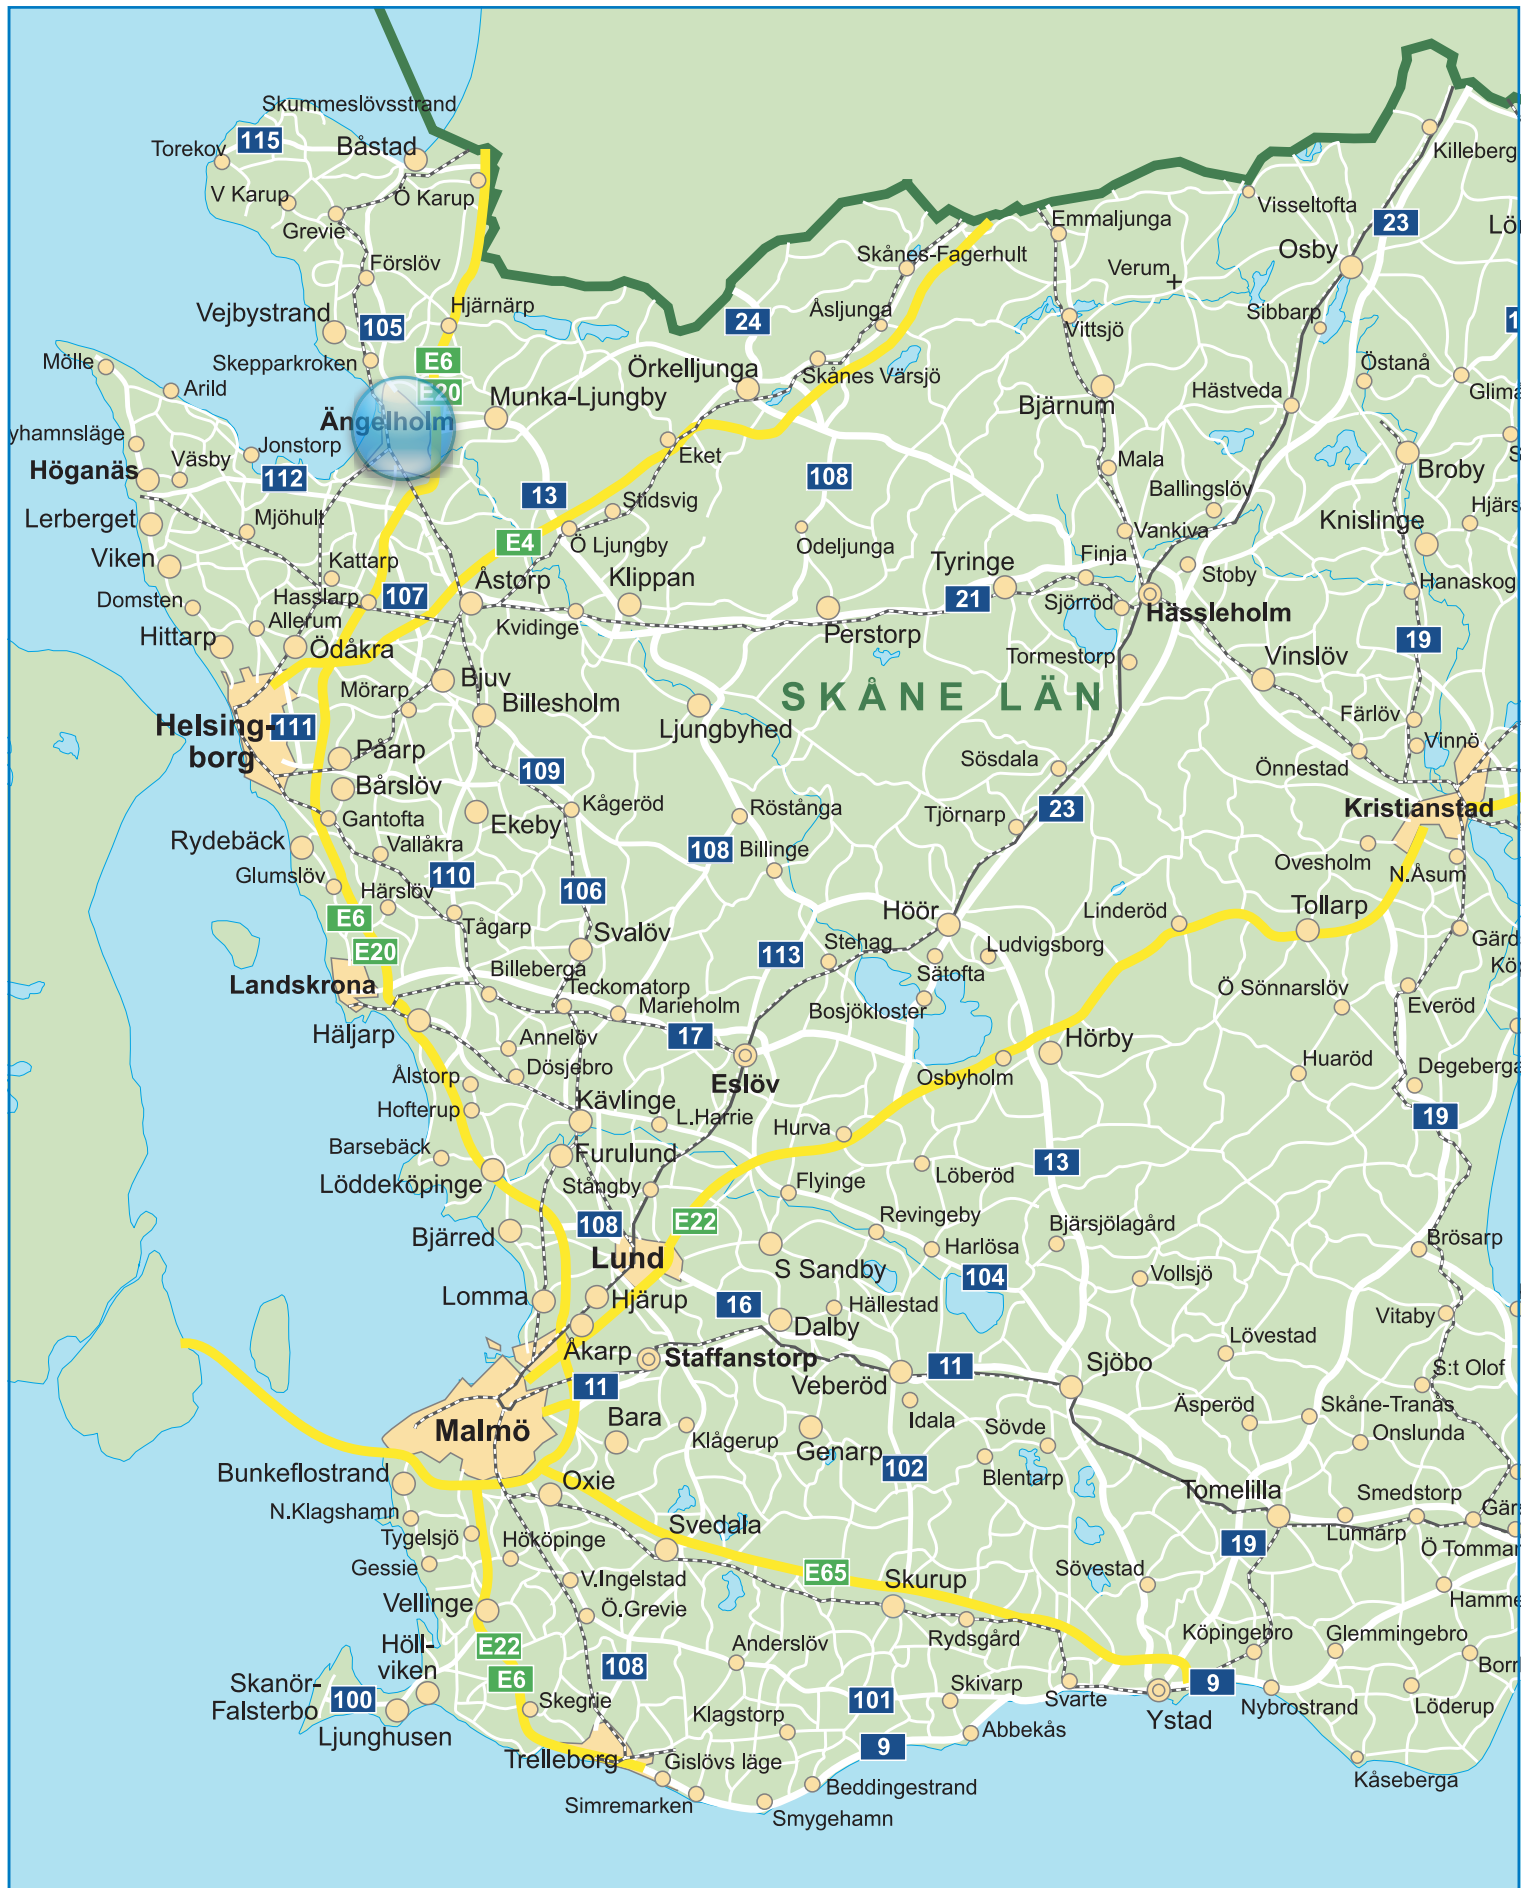 Skummeslövsstrand
115
Torekov
Båstad
Killeberg
V Karup
Ö Karup
Visseltofta
Grevie
Emmaljunga
23
Förslöv
Skånes-Fagerhult
Verum
Osby
Vejbystrand
Hjärnärp
105
Åsljunga
24
Vittsjö
Sibbarp
Mölle
Skepparkroken
E6
Örkelljunga
Skånes Värsjö
Östanå
Arild
E20
Munka-Ljungby
Bjärnum
Hästveda
Ängelholm
Jonstorp
Eket
Väsby
Höganäs
112
108
Mala
Broby
13
Stidsvig
Ballingslöv
Lerberget
Mjöhult
E4
Ö Ljungby
Odeljunga
Vankiva
Knislinge
Viken
Kattarp
Åstorp
Klippan
Tyringe
Finja
Stoby
Hanaskog
Domsten
Hasslarp
107
21
Sjörröd
Hässleholm
Allerum
Kvidinge
Perstorp
19
Hittarp
Ödåkra
Tormestorp
Vinslöv
Mörarp
Bjuv
SKÅNE LÄN
Billesholm
Ljungbyhed
Färlöv
Helsing-
borg
111
Påarp
Vinnö
109
Sösdala
Önnestad
Bårslöv
Kågeröd
Röstånga
23
Kristianstad
Gantofta
Ekeby
Tjörnarp
Rydebäck
Vallåkra
108
Billinge
Ovesholm
N.Åsum
Glumslöv
110
106
Härslöv
E6
Höör
Linderöd
Tollarp
Tågarp
Svalöv
E20
113
Stehag
Ludvigsborg
Sätofta
Landskrona
Billeberga
Teckomatorp
Marieholm
Bosjökloster
Ö Sönnarslöv
Everöd
Häljarp
17
Annelöv
Hörby
Dösjebro
Eslöv
Osbyholm
Huaröd
Ålstorp
Hofterup
Kävlinge
L.Harrie
Hurva
19
Barsebäck
Furulund
13
Löddeköpinge
Stångby
Flyinge
Löberöd
108
E22
Revingeby
Bjärsjölagård
Bjärred
Lund
Harlösa
Brösarp
S Sandby
104
Vollsjö
Lomma
Hjärup
16
Hällestad
Vitaby
Dalby
Lövestad
Åkarp
Staffanstorp
Sjöbo
S:t Olof
11
Veberöd
11
Äsperöd
Skåne-Tranås
Malmö
Bara
Idala
Sövde
Klågerup
Genarp
Onslunda
102
Blentarp
Bunkeflostrand
Oxie
Tomelilla
Smedstorp
N.Klagshamn
Svedala
Lunnarp
Tygelsjö
Hököpinge
19
Gessie
E65
Sövestad
V.Ingelstad
Skurup
Vellinge
Ö.Grevie
Rydsgård
Köpingebro
Glemmingebro
Höll-
viken
E22
Anderslöv
108
E6
Skanör-
Falsterbo
100
Skegrie
101
Skivarp
Svarte
9
Löderup
Ljunghusen
Klagstorp
Ystad
Nybrostrand
Abbekås
9
Trelleborg
Gislövs läge
Kåseberga
Beddingestrand
Simremarken
Smygehamn